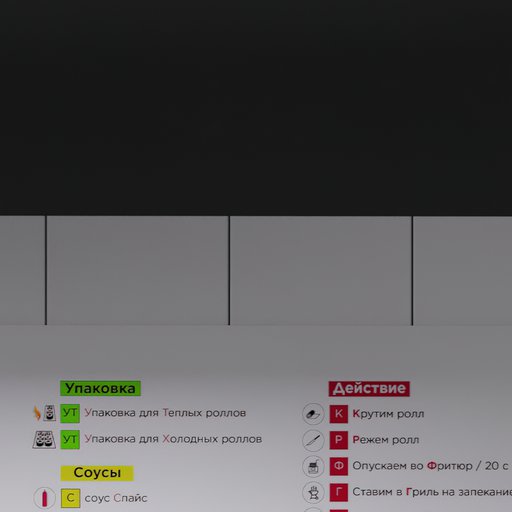 Упаковка
УТ Упаковка для Теплых роллов
УТ Упаковка для Холодных роллов
Соусы
С соус Спайс
Действие
К Крутим ролл
Р Режем ролл
Ф Опускаем во Фритюр / 20 с
Г Ставим в Гриль на запекание